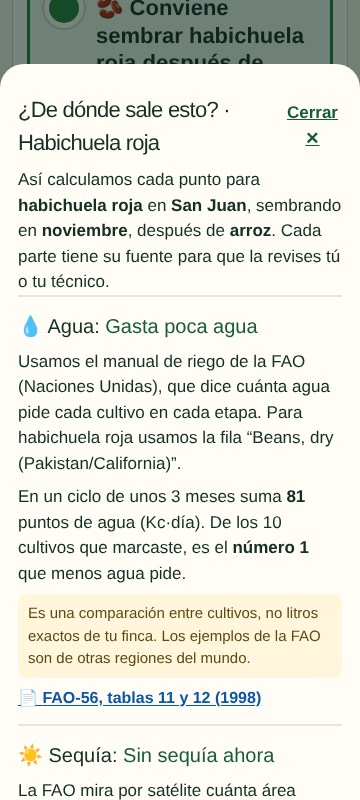 Conviene
sembrar habichuela
roja después de
¿De dónde sale esto? ·
Habichuela roja
Cerrar
✕
Así calculamos cada punto para
habichuela roja en San Juan, sembrando
en noviembre, después de arroz. Cada
parte tiene su fuente para que la revises tú
o tu técnico.
💧 Agua: Gasta poca agua
Usamos el manual de riego de la FAO
(Naciones Unidas), que dice cuánta agua
pide cada cultivo en cada etapa. Para
habichuela roja usamos la fila “Beans, dry
(Pakistan/California)”.
En un ciclo de unos 3 meses suma 81
puntos de agua (Kc·día). De los 10
cultivos que marcaste, es el número 1
que menos agua pide.
Es una comparación entre cultivos, no litros
exactos de tu finca. Los ejemplos de la FAO
son de otras regiones del mundo.
📄 FAO-56, tablas 11 y 12 (1998)
☀️ Sequía: Sin sequía ahora
La FAO mira por satélite cuánta área